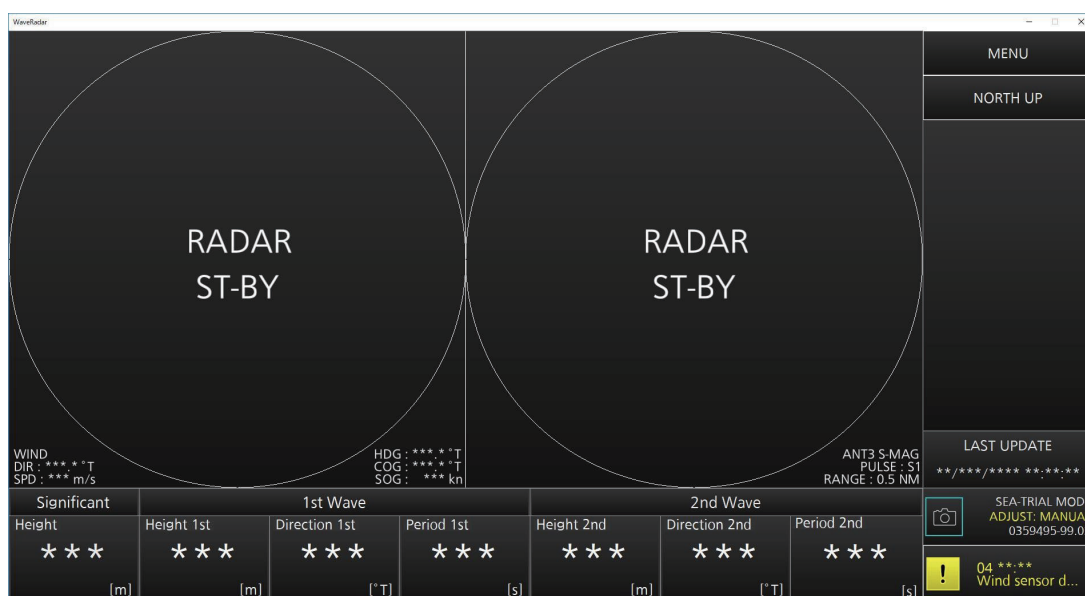 WaveRadar
MENU
NORTH UP
RADAR
ST-BY
RADAR
ST-BY
WIND
DIR : ***.* °T
SPD : *** m/s
HDG : ***.* °T
COG : ***.* °T
SOG : *** kn
ANT3 S-MAG
PULSE : S1
RANGE : 0.5 NM
LAST UPDATE
**/***/**** **:**:**
Significant
1st Wave
2nd Wave
Height
***
[m]
Height 1st
***
[m]
Direction 1st
***
[°T]
Period 1st
***
[s]
Height 2nd
***
[m]
Direction 2nd
***
[°T]
Period 2nd
***
[s]
SEA-TRIAL MOD
ADJUST: MANUA
0359495-99.0
! 04 **:**
Wind sensor d...